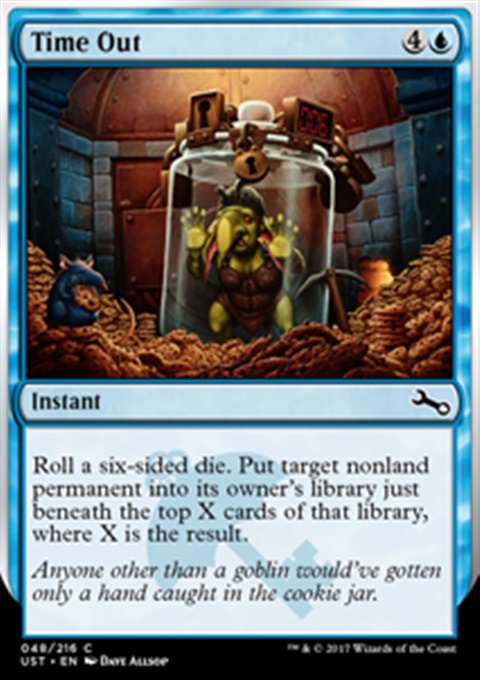 Time Out 4
006
Instant
Roll a six-sided die. Put target nonland
permanent into its owner's library just
beneath the top X cards of that library,
where X is the result.
Anyone other than a goblin would've gotten
only a hand caught in the cookie jar.
048/216 C
UST • EN Dave Allsop
™ & © 2017 Wizards of the Coast